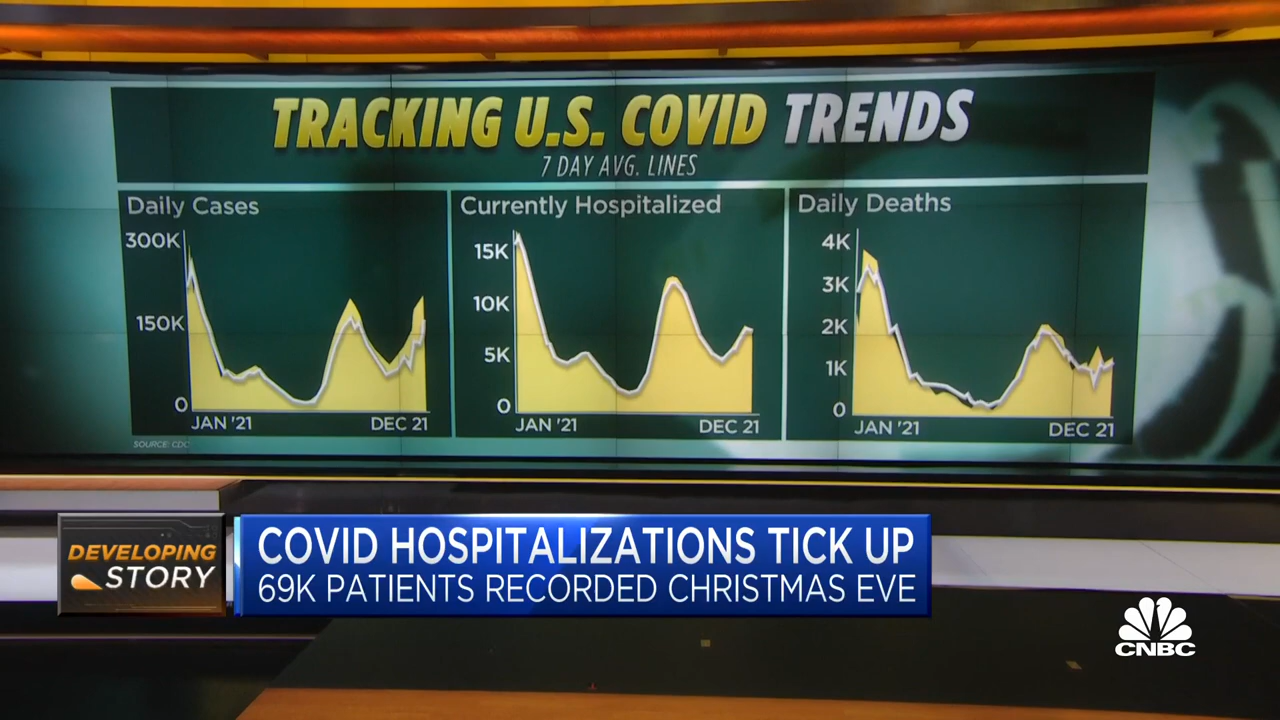 TRACKING U.S. COVID TRENDS
7 DAY AVG. LINES
Daily Cases
300K
150K
0
JAN '21
DEC 21
SOURCE: CDC
Currently Hospitalized
15K
10K
5K
0
JAN '21
DEC 21
Daily Deaths
4K
3K
2K
1K
0
JAN '21
DEC 21
DEVELOPING
STORY
COVID HOSPITALIZATIONS TICK UP
69K PATIENTS RECORDED CHRISTMAS EVE
CNBC